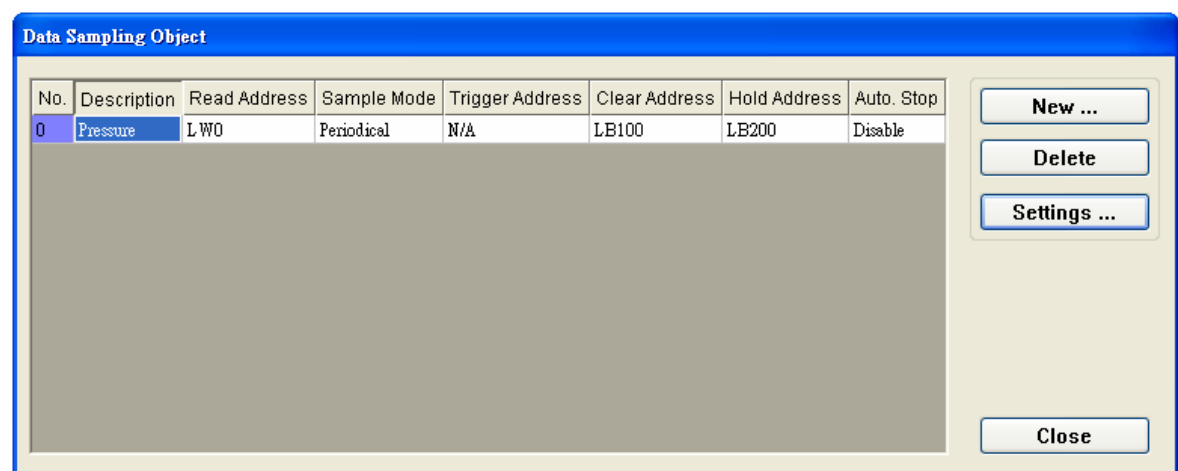 Data Sampling Object
No. Description Read Address Sample Mode Trigger Address Clear Address Hold Address Auto. Stop
0 Pressure LW0 Periodical N/A LB100 LB200 Disable
New ...
Delete
Settings ...
Close